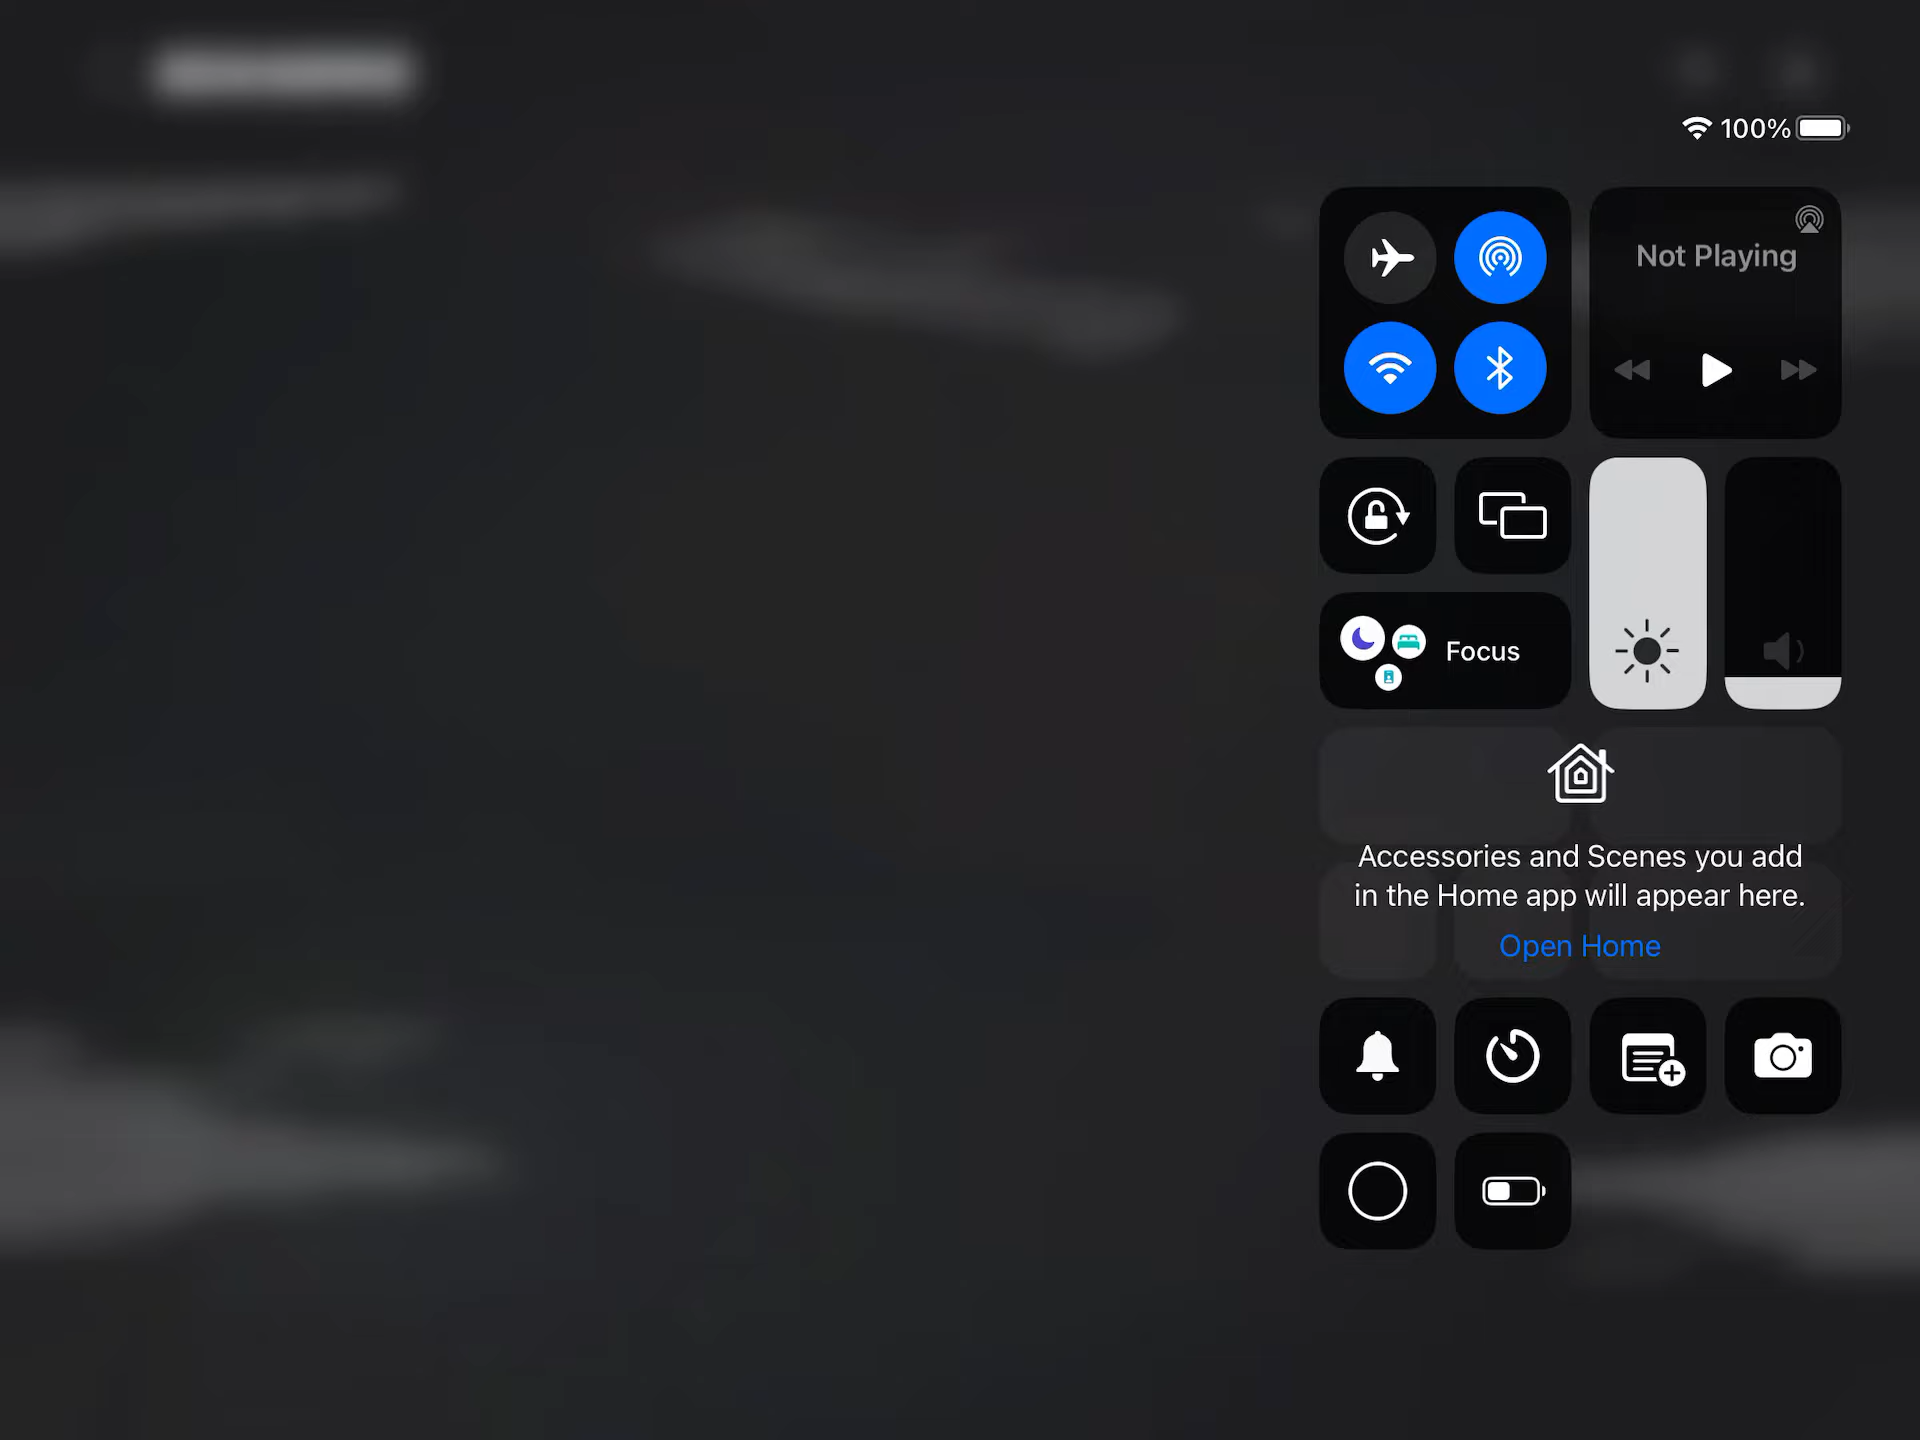 100%
Not Playing
Focus
Accessories and Scenes you add
in the Home app will appear here.
Open Home